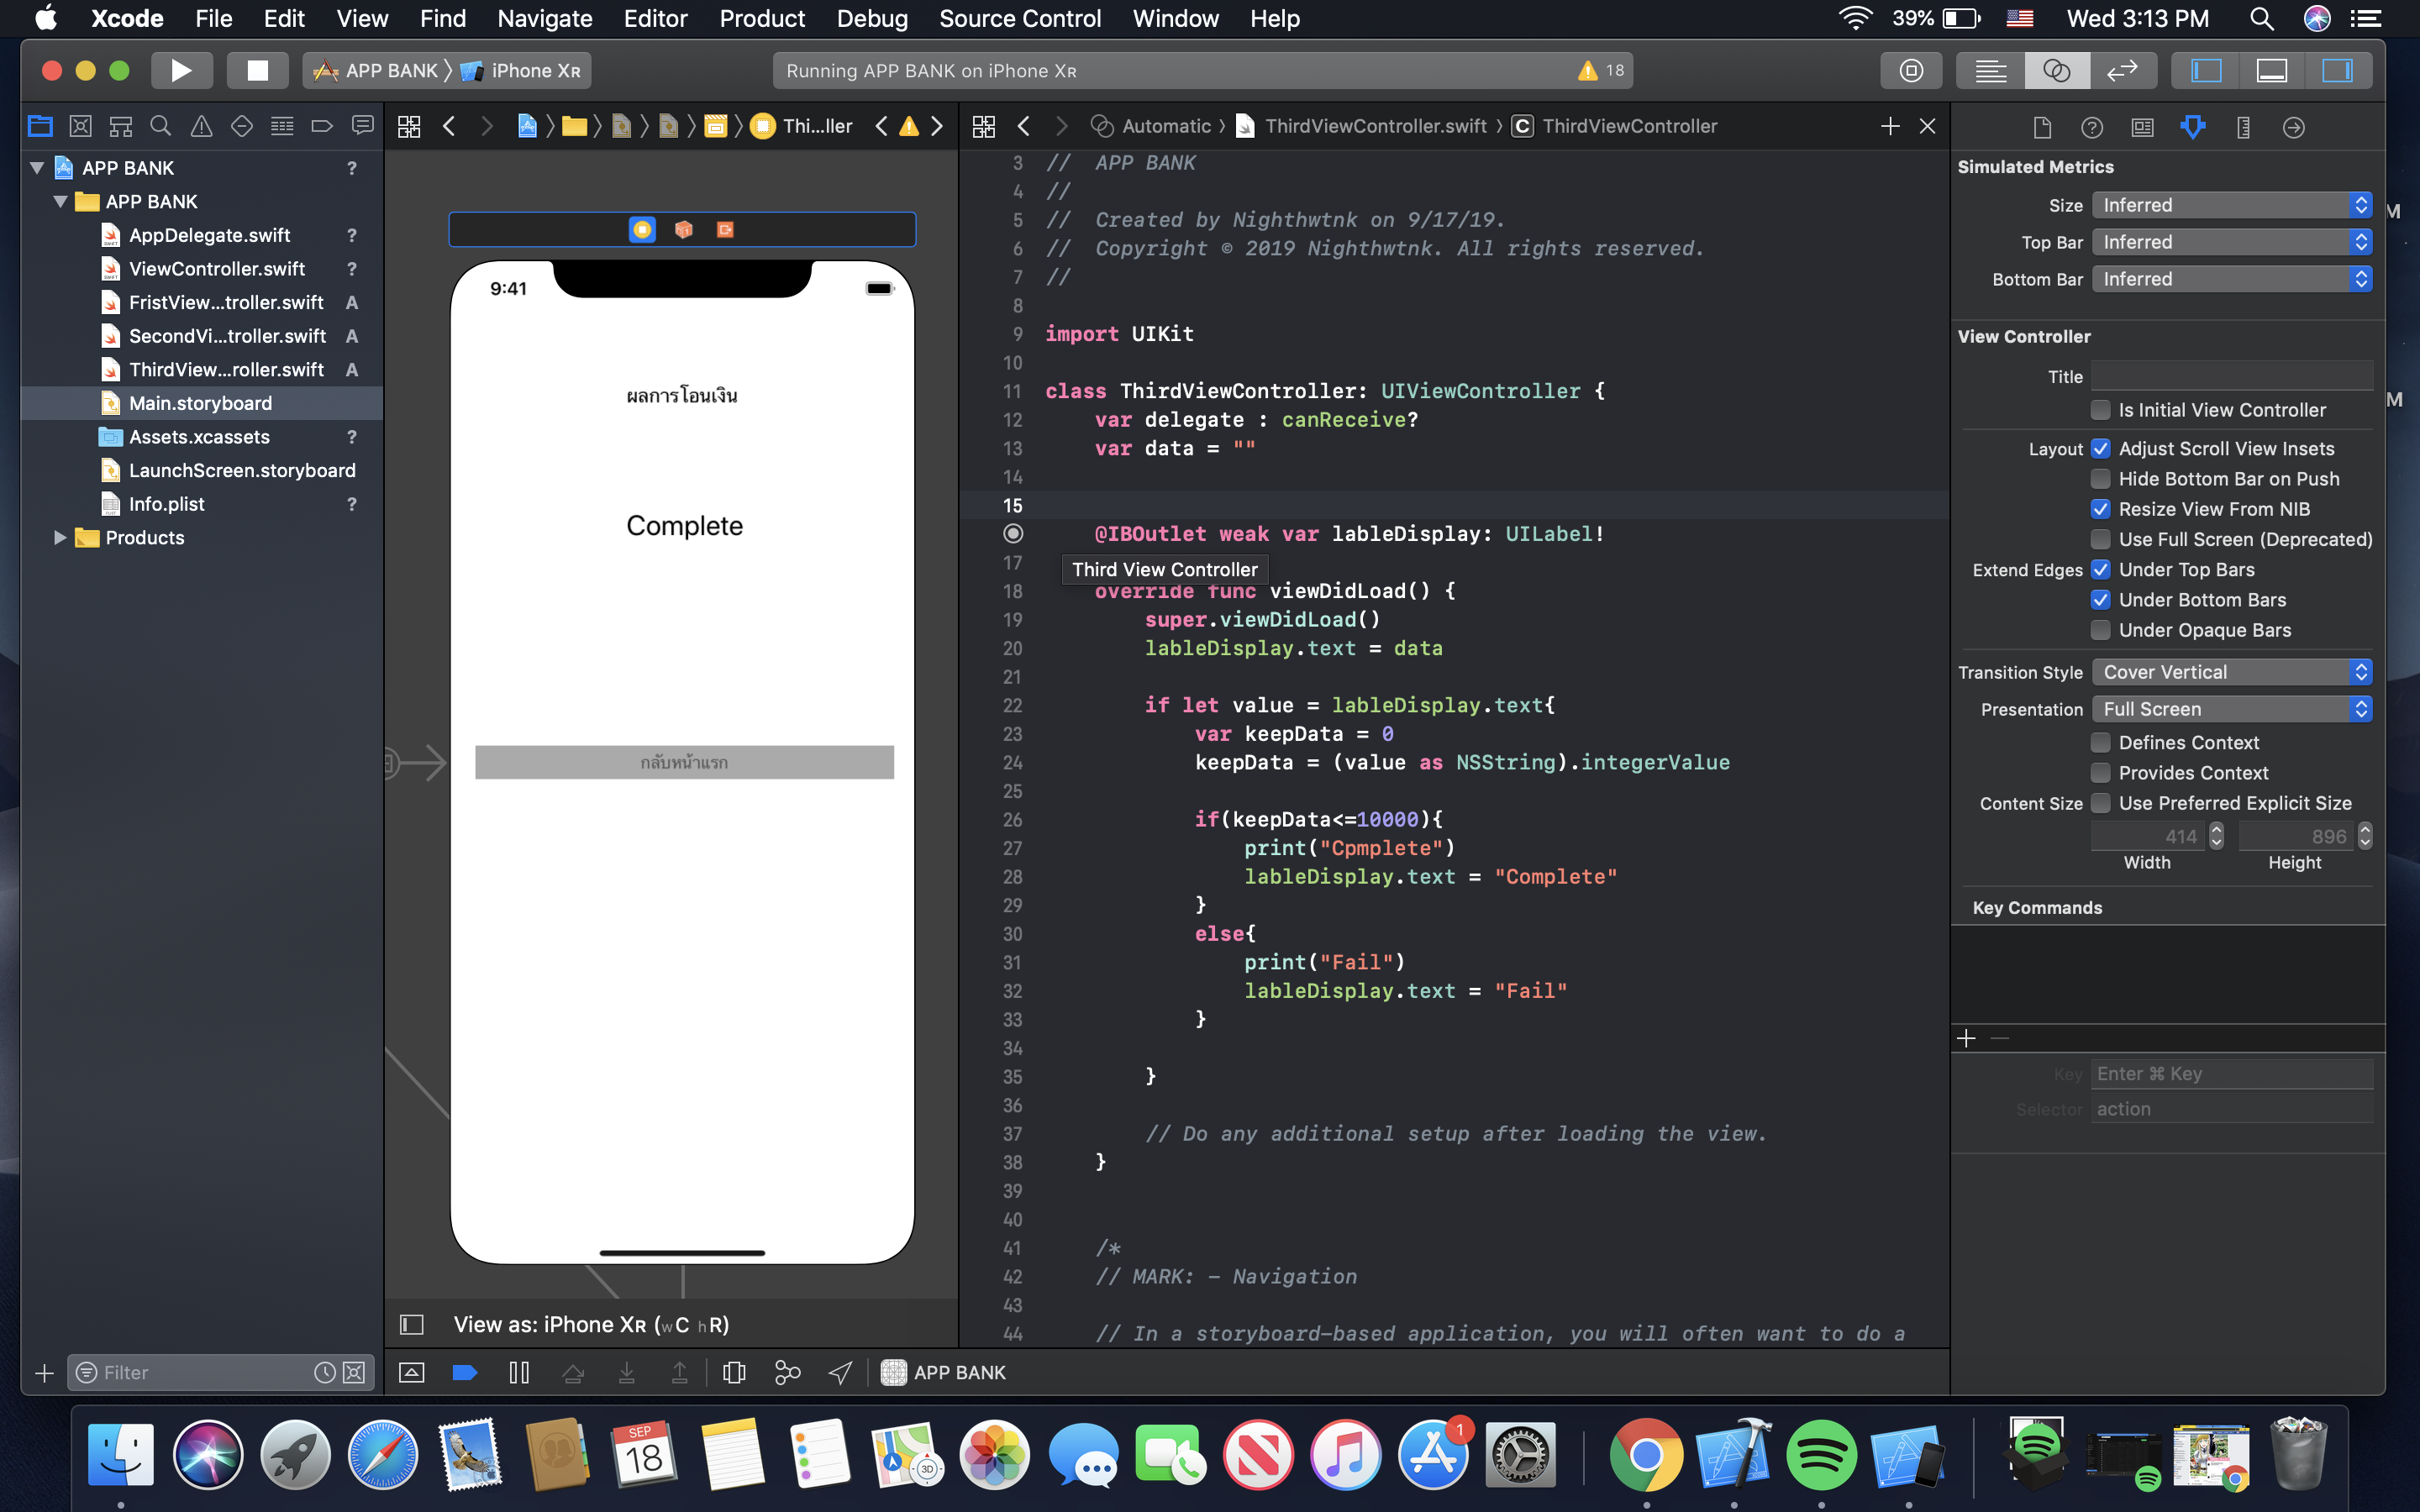 Xcode File Edit View Find Navigate Editor Product Debug Source Control Window Help 39% Wed 3:13 PM
APP BANK iPhone XR Running APP BANK on iPhone XR 18
Thi...ller Automatic ThirdViewController.swift C ThirdViewController
APP BANK ?
APP BANK
AppDelegate.swift ?
ViewController.swift ?
FristView...troller.swift A
SecondVi...troller.swift A
ThirdView...roller.swift A
Main.storyboard
Assets.xcassets ?
LaunchScreen.storyboard
Info.plist ?
Products
Filter
9:41
ผลการโอนเงิน
Complete
กลับหน้าแรก
View as: iPhone XR (wC hR)
3 // APP BANK
4 //
5 // Created by Nighthwtnk on 9/17/19.
6 // Copyright © 2019 Nighthwtnk. All rights reserved.
7 //
8
9 import UIKit
10
11 class ThirdViewController: UIViewController {
12 var delegate : canReceive?
13 var data = ""
14
15
@IBOutlet weak var lableDisplay: UILabel!
17
Third View Controller
18 override func viewDidLoad() {
19 super.viewDidLoad()
20 lableDisplay.text = data
21
22 if let value = lableDisplay.text{
23 var keepData = 0
24 keepData = (value as NSString).integerValue
25
26 if(keepData<=10000){
27 print("Cpmplete")
28 lableDisplay.text = "Complete"
29 }
30 else{
31 print("Fail")
32 lableDisplay.text = "Fail"
33 }
34
35 }
36
37 // Do any additional setup after loading the view.
38 }
39
40
41 /*
42 // MARK: - Navigation
43
44 // In a storyboard-based application, you will often want to do a
APP BANK
Simulated Metrics
Size Inferred
Top Bar Inferred
Bottom Bar Inferred
View Controller
Title
Is Initial View Controller
Layout Adjust Scroll View Insets
Hide Bottom Bar on Push
Resize View From NIB
Use Full Screen (Deprecated)
Extend Edges Under Top Bars
Under Bottom Bars
Under Opaque Bars
Transition Style Cover Vertical
Presentation Full Screen
Defines Context
Provides Context
Content Size Use Preferred Explicit Size
414 896
Width Height
Key Commands
Key Enter ⌘ Key
Selector action
M
M
SEP
18
3D
1